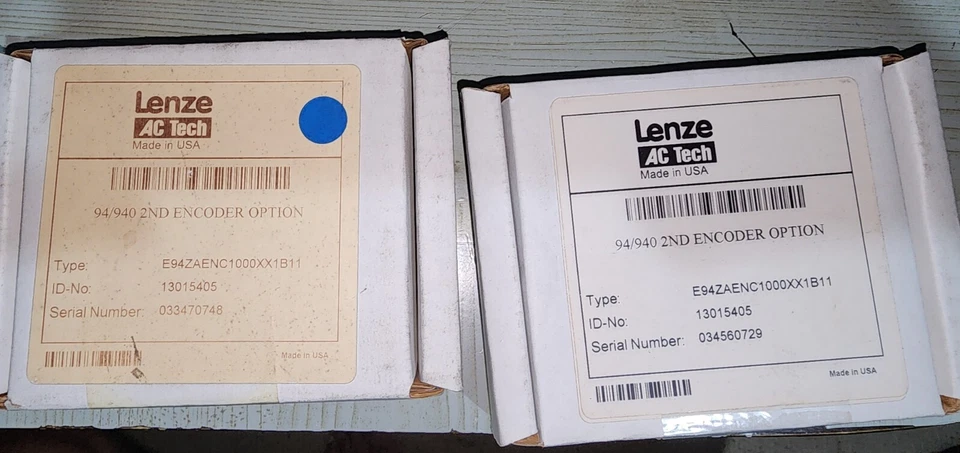 Lenze
AC Tech
Made in USA
94/940 2ND ENCODER OPTION
Type: E94ZAENC1000XX1B11
ID-No: 13015405
Serial Number: 033470748
Made in USA
Lenze
AC Tech
Made in USA
94/940 2ND ENCODER OPTION
Type: E94ZAENC1000XX1B11
ID-No: 13015405
Serial Number: 034560729
Made in USA